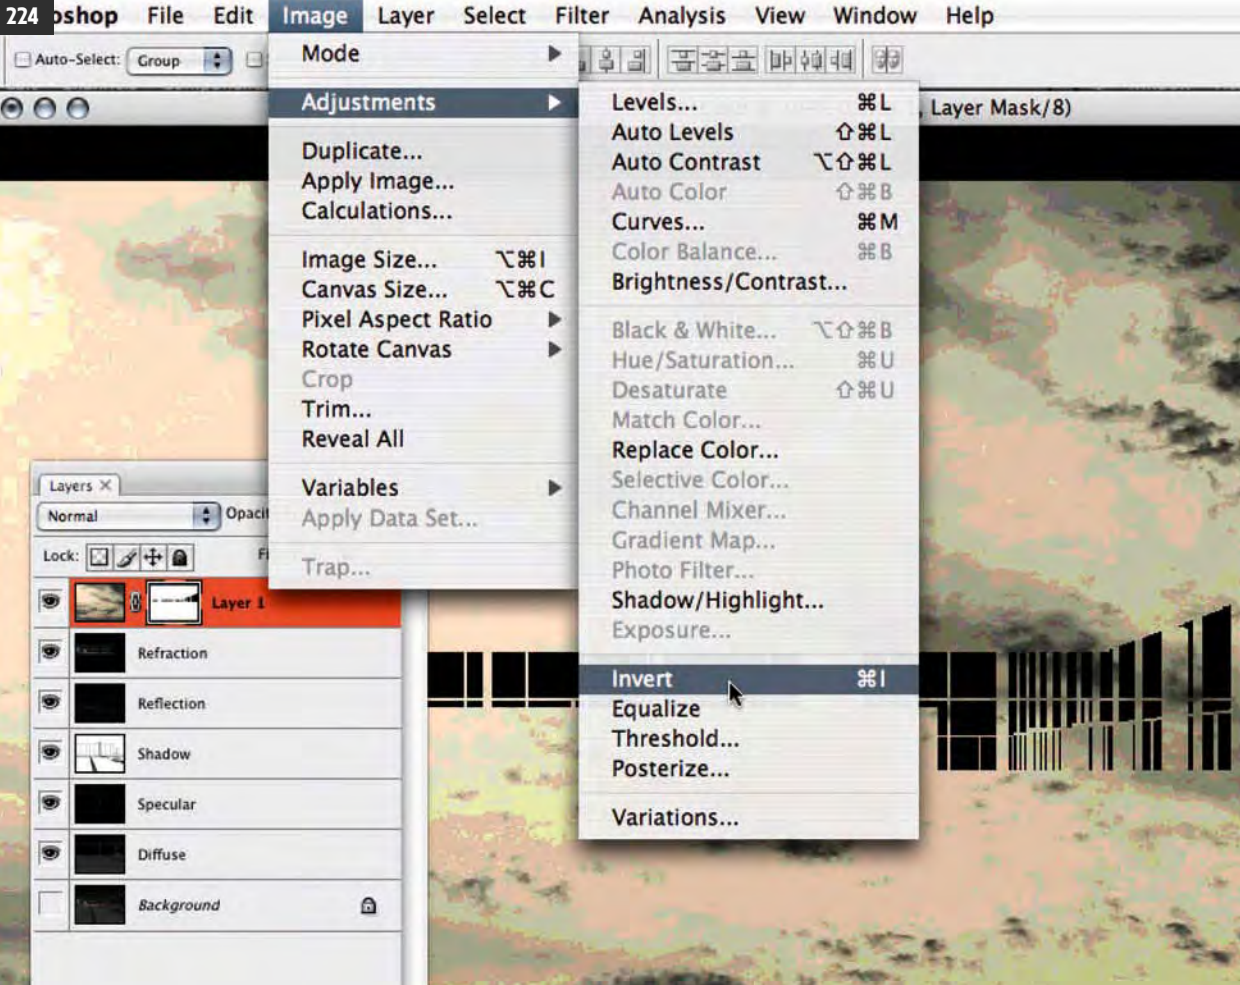 224
oshop File Edit Image Layer Select Filter Analysis View Window Help
Auto-Select: Group
Mode
Adjustments
Duplicate...
Apply Image...
Calculations...
Image Size... ⌥⌘I
Canvas Size... ⌥⌘C
Pixel Aspect Ratio
Rotate Canvas
Crop
Trim...
Reveal All
Variables
Apply Data Set...
Trap...
Levels... ⌘L
Auto Levels ⇧⌘L
Auto Contrast ⌥⇧⌘L
Auto Color ⇧⌘B
Curves... ⌘M
Color Balance... ⌘B
Brightness/Contrast...
Black & White... ⌥⇧⌘B
Hue/Saturation... ⌘U
Desaturate ⇧⌘U
Match Color...
Replace Color...
Selective Color...
Channel Mixer...
Gradient Map...
Photo Filter...
Shadow/Highlight...
Exposure...
Invert ⌘I
Equalize
Threshold...
Posterize...
Variations...
, Layer Mask/8)
Layers ×
Normal Opacit
Lock: Fi
Layer 1
Refraction
Reflection
Shadow
Specular
Diffuse
Background